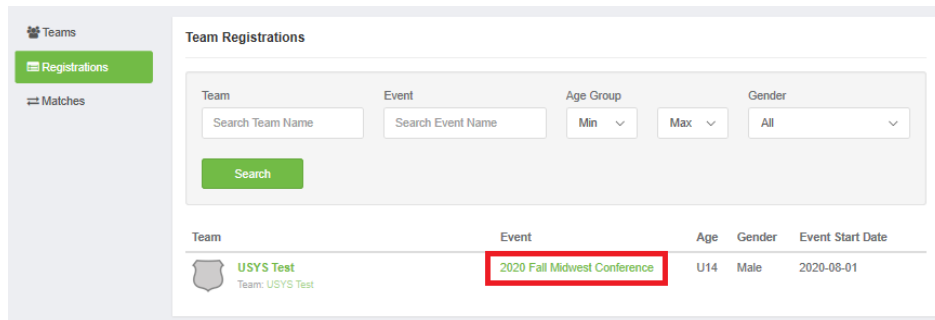 Teams
Registrations
Matches
Team Registrations
Team Event Age Group Gender
Search Team Name Search Event Name Min Max All
Search
Team Event Age Gender Event Start Date
USYS Test 2020 Fall Midwest Conference U14 Male 2020-08-01
Team: USYS Test